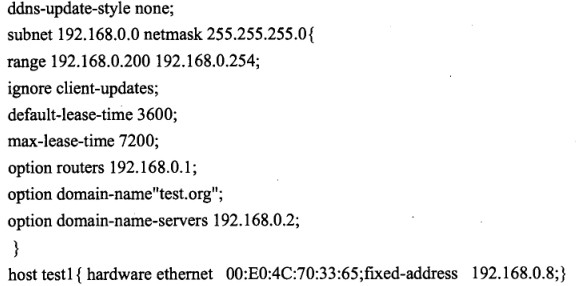 ddns-update-style none;
subnet 192.168.0.0 netmask 255.255.255.0{
range 192.168.0.200 192.168.0.254;
ignore client-updates;
default-lease-time 3600;
max-lease-time 7200;
option routers 192.168.0.1;
option domain-name"test.org";
option domain-name-servers 192.168.0.2;
}
host test1{ hardware ethernet 00:E0:4C:70:33:65;fixed-address 192.168.0.8;}